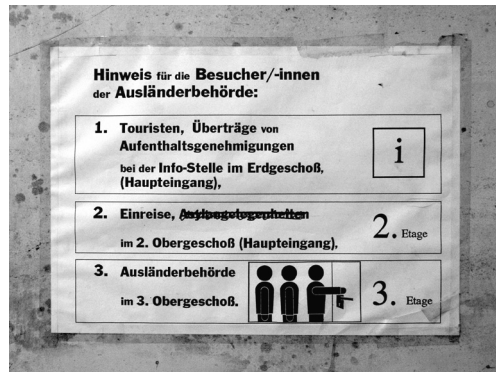 Hinweis für die Besucher/-innen
der Ausländerbehörde:
1. Touristen, Überträge von
Aufenthaltsgenehmigungen
bei der Info-Stelle im Erdgeschoß,
(Haupteingang),
i
2. Einreise,
im 2. Obergeschoß (Haupteingang),
2. Etage
3. Ausländerbehörde
im 3. Obergeschoß.
3. Etage